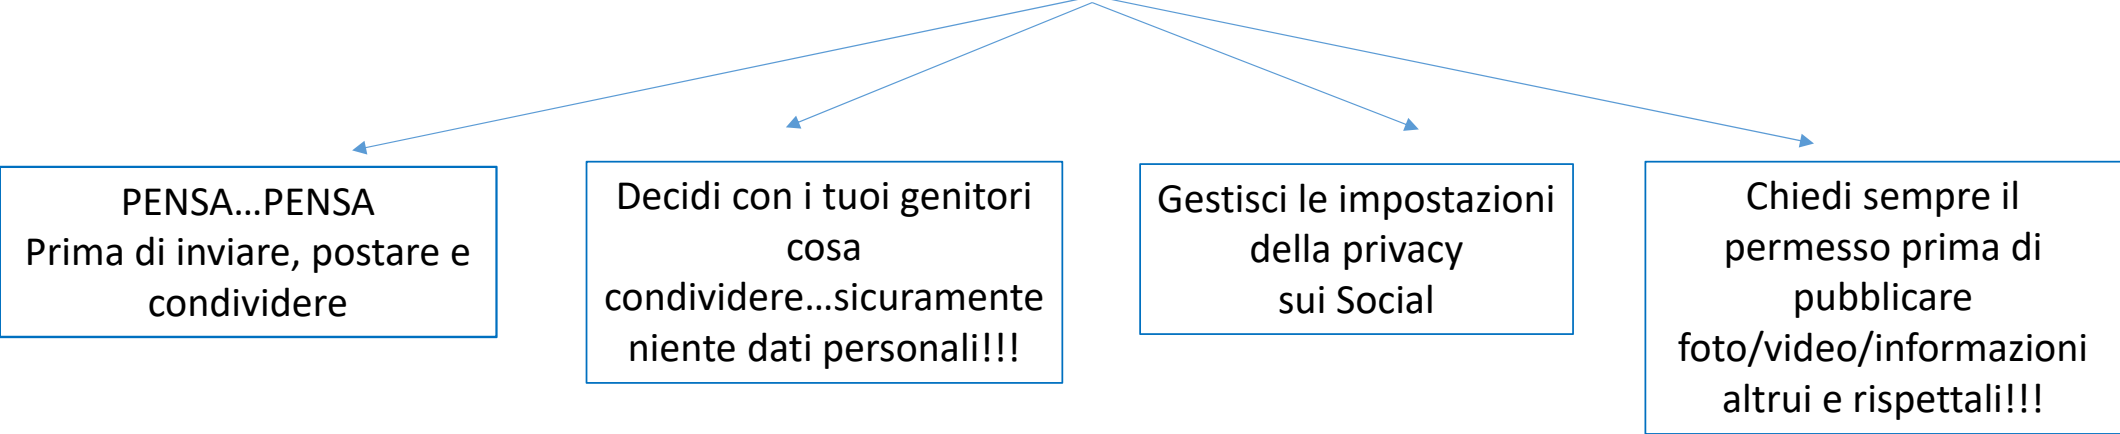 PENSA…PENSA
Prima di inviare, postare e
condividere
Decidi con i tuoi genitori
cosa
condividere…sicuramente
niente dati personali!!!
Gestisci le impostazioni
della privacy
sui Social
Chiedi sempre il
permesso prima di
pubblicare
foto/video/informazioni
altrui e rispettali!!!